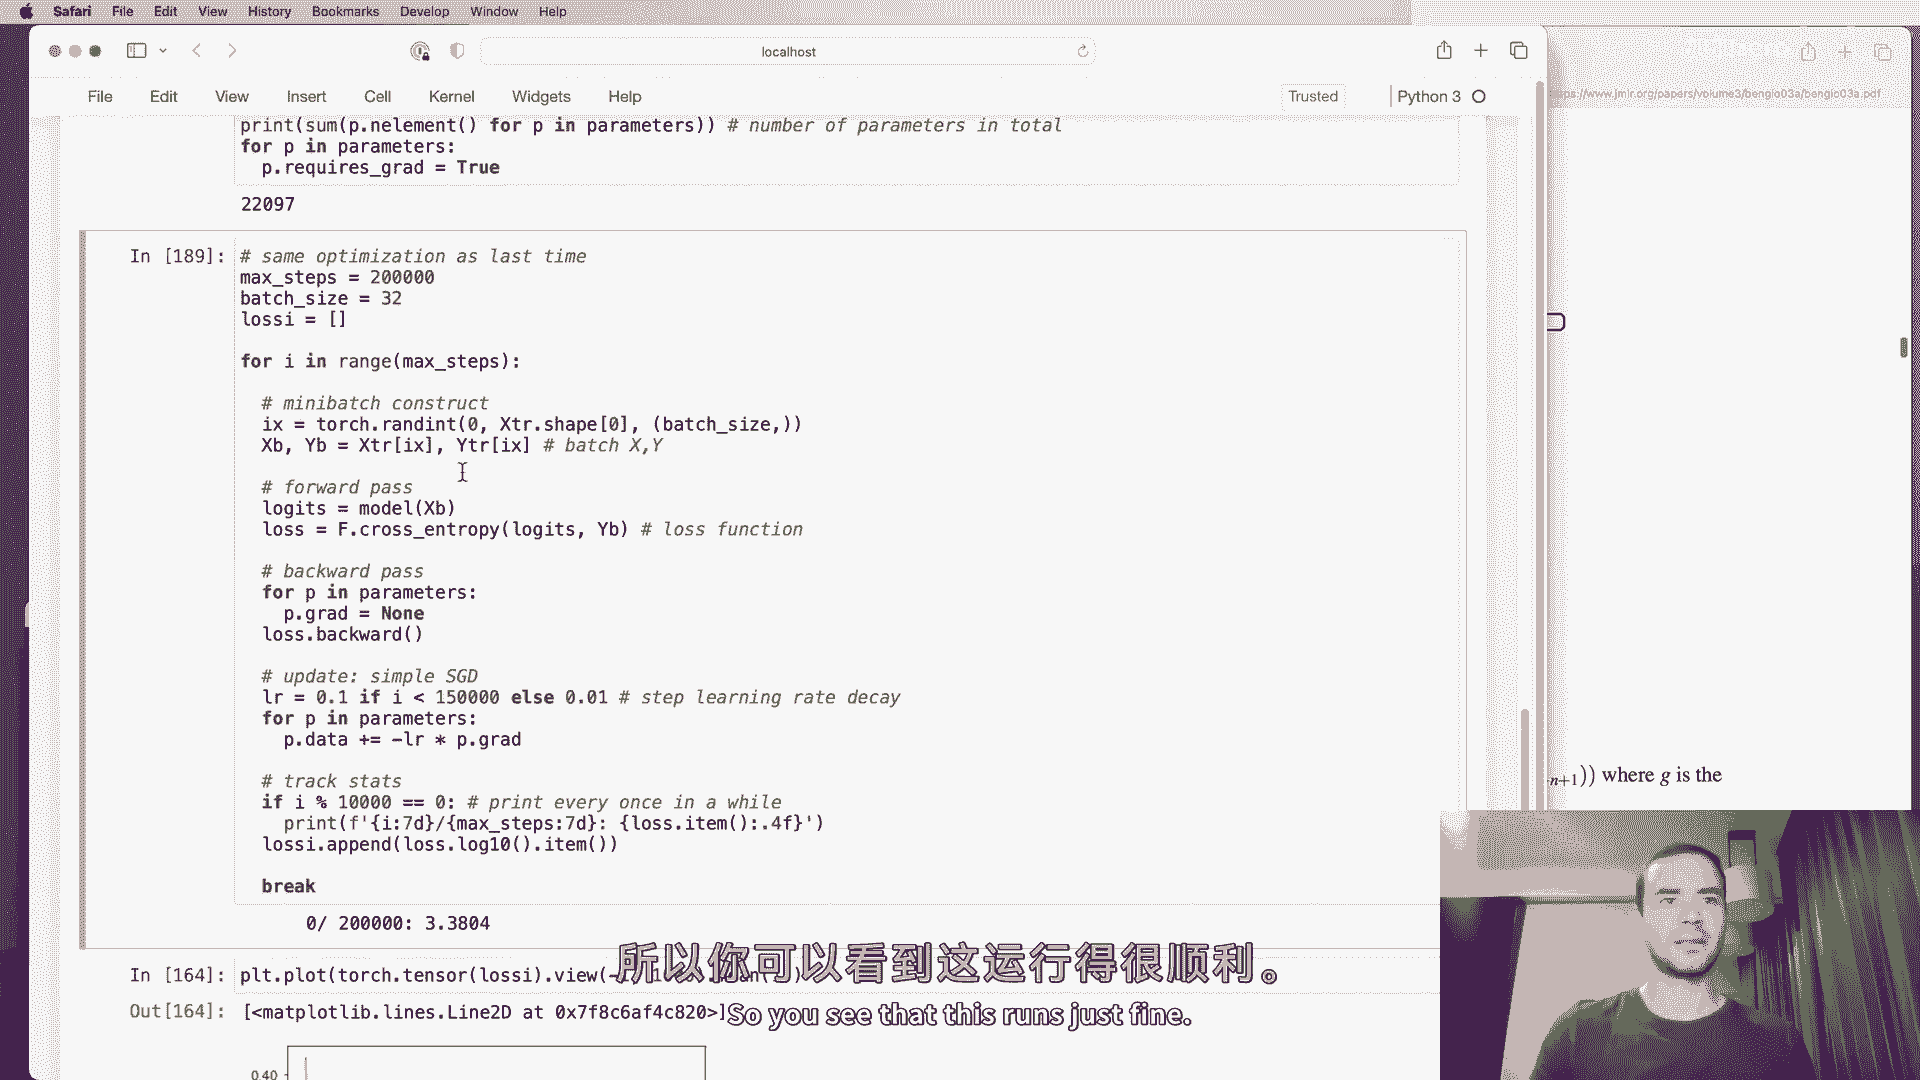 Safari File Edit View History Bookmarks Develop Window Help
localhost
File Edit View Insert Cell Kernel Widgets Help
Trusted
Python 3
print(sum(p.nelement() for p in parameters)) # number of parameters in total
for p in parameters:
  p.requires_grad = True
22097
In [189]:
# same optimization as last time
max_steps = 200000
batch_size = 32
lossi = []
for i in range(max_steps):
  # minibatch construct
  ix = torch.randint(0, Xtr.shape[0], (batch_size,))
  Xb, Yb = Xtr[ix], Ytr[ix] # batch X,Y
  # forward pass
  logits = model(Xb)
  loss = F.cross_entropy(logits, Yb) # loss function
  # backward pass
  for p in parameters:
    p.grad = None
  loss.backward()
  # update: simple SGD
  lr = 0.1 if i < 150000 else 0.01 # step learning rate decay
  for p in parameters:
    p.data += -lr * p.grad
  # track stats
  if i % 10000 == 0: # print every once in a while
    print(f'{i:7d}/{max_steps:7d}: {loss.item():.4f}')
  lossi.append(loss.log10().item())
  break
0/ 200000: 3.3804
In [164]: plt.plot(torch.tensor(lossi).view(
所以你可以看到这运行得很顺利。
Out[164]: [<matplotlib.lines.Line2D at 0x7f8c6af4c820>]
So you see that this runs just fine.
0.40
ps://www.jmlr.org/papers/volume3/bengio03a/bengio03a.pdf
-n+1)) where g is the